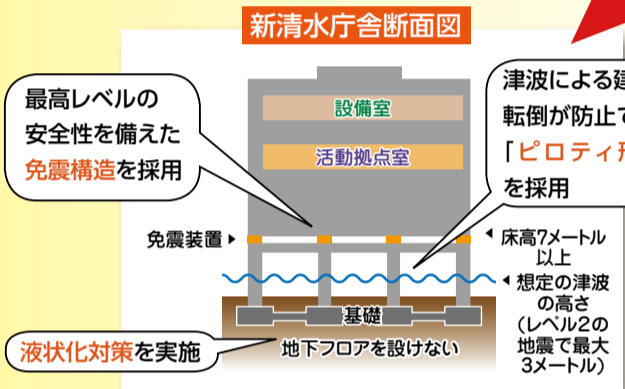 新清水庁舎断面図
最高レベルの
安全性を備えた
免震構造を採用
設備室
活動拠点室
津波による建
転倒が防止で
「ピロティ形
を採用
免震装置
床高7メートル
以上
想定の津波
の高さ
(レベル2の
地震で最大
3メートル)
基礎
液状化対策を実施
地下フロアを設けない